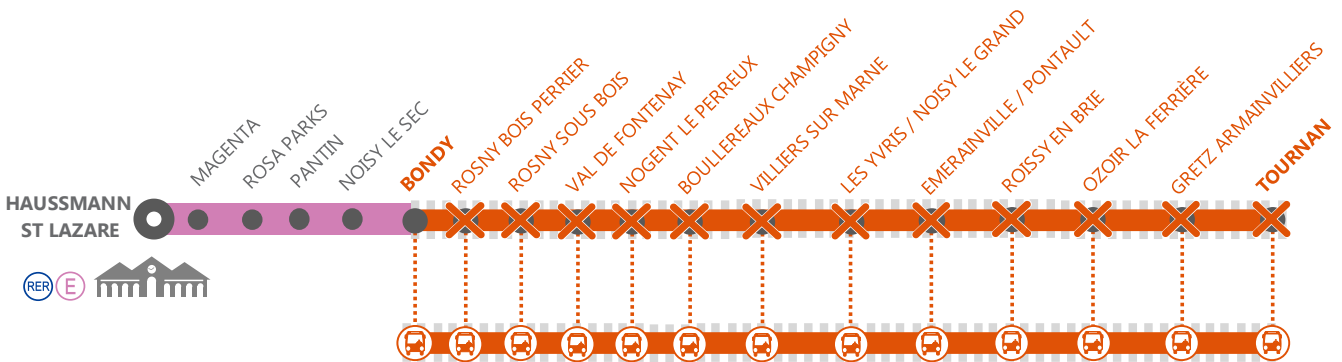 HAUSSMANN
ST LAZARE
MAGENTA
ROSA PARKS
PANTIN
NOISY LE SEC
BONDY
ROSNY BOIS PERRIER
ROSNY SOUS BOIS
VAL DE FONTENAY
NOGENT LE PERREUX
BOULLEREAUX CHAMPIGNY
VILLIERS SUR MARNE
LES YVRIS / NOISY LE GRAND
EMERAINVILLE / PONTAULT
ROISSY EN BRIE
OZOIR LA FERRIÈRE
GRETZ ARMAINVILLIERS
TOURNAN
RER E